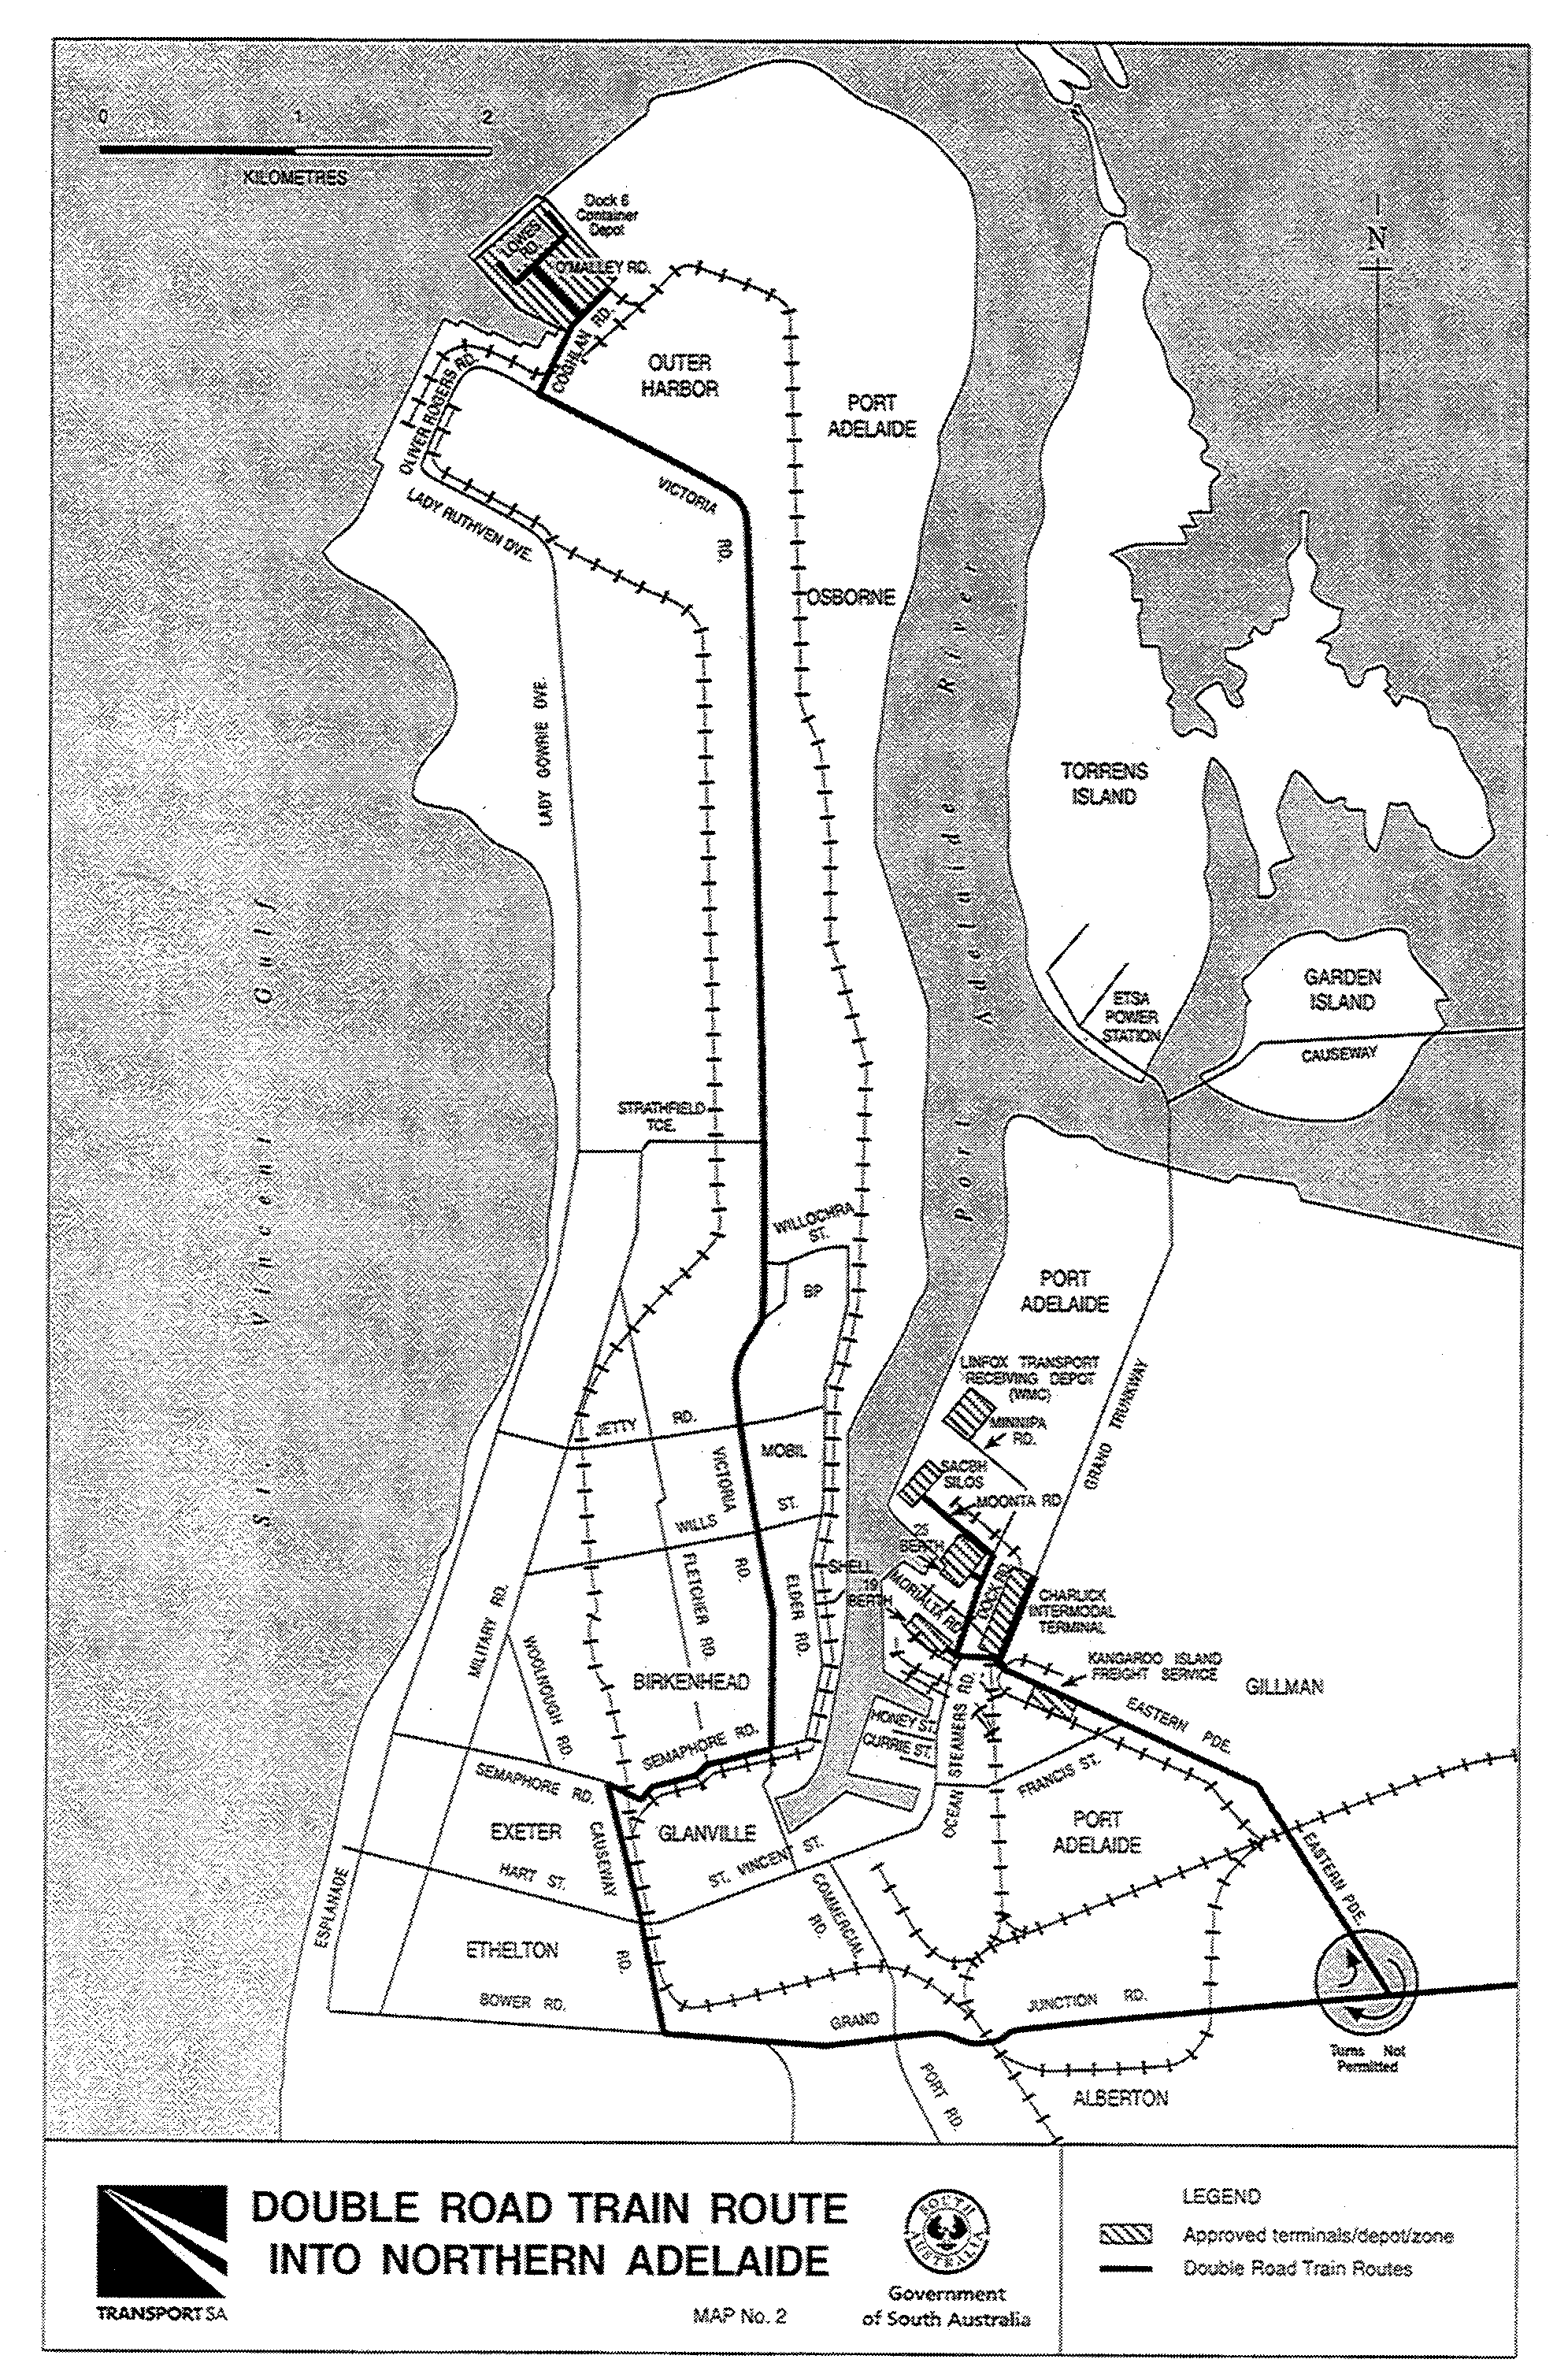 0 1 2
KILOMETRES
Dock 6
Container
Depot
LOWES
RD.
O'MALLEY RD.
N
COGHLAN RD.
OUTER
HARBOR
OLIVER ROGERS RD.
PORT
ADELAIDE
VICTORIA
RD.
LADY RUTHVEN DVE.
OSBORNE
Port Adelaide River
LADY GOWRIE DVE.
TORRENS
ISLAND
St. Vincent Gulf
GARDEN
ISLAND
ETSA
POWER
STATION
CAUSEWAY
STRATHFIELD
TCE.
WILLOCHRA
ST.
BP
PORT
ADELAIDE
LINFOX TRANSPORT
RECEIVING DEPOT
(WMC)
MINNIPA
RD.
GRAND TRUNKWAY
JETTY RD.
MOBIL
VICTORIA
RD.
SACBH
SILOS
MOONTA RD.
WILLS ST.
25
BERTH
SHELL
19
BERTH
MORIALTA RD.
DOCK RD.
CHARLICK
INTERMODAL
TERMINAL
FLETCHER RD.
ELDER RD.
MILITARY RD.
WOOLNOUGH RD.
BIRKENHEAD
KANGAROO ISLAND
FREIGHT SERVICE
GILLMAN
HONEY ST.
CURRIE ST.
OCEAN STEAMERS RD.
EASTERN PDE.
SEMAPHORE RD.
SEMAPHORE RD.
FRANCIS ST.
EXETER
CAUSEWAY
RD.
GLANVILLE
PORT
ADELAIDE
HART ST.
ST. VINCENT ST.
COMMERCIAL
RD.
EASTERN PDE.
ESPLANADE
ETHELTON
BOWER RD.
GRAND
JUNCTION RD.
Turns Not
Permitted
PORT RD.
ALBERTON
TRANSPORT SA
DOUBLE ROAD TRAIN ROUTE
INTO NORTHERN ADELAIDE
MAP No. 2
SOUTH
AUSTRALIA
Government
of South Australia
LEGEND
Approved terminals/depot/zone
Double Road Train Routes